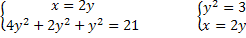 x = 2y y² = 3
4y² + 2y² + y² = 21 x = 2y